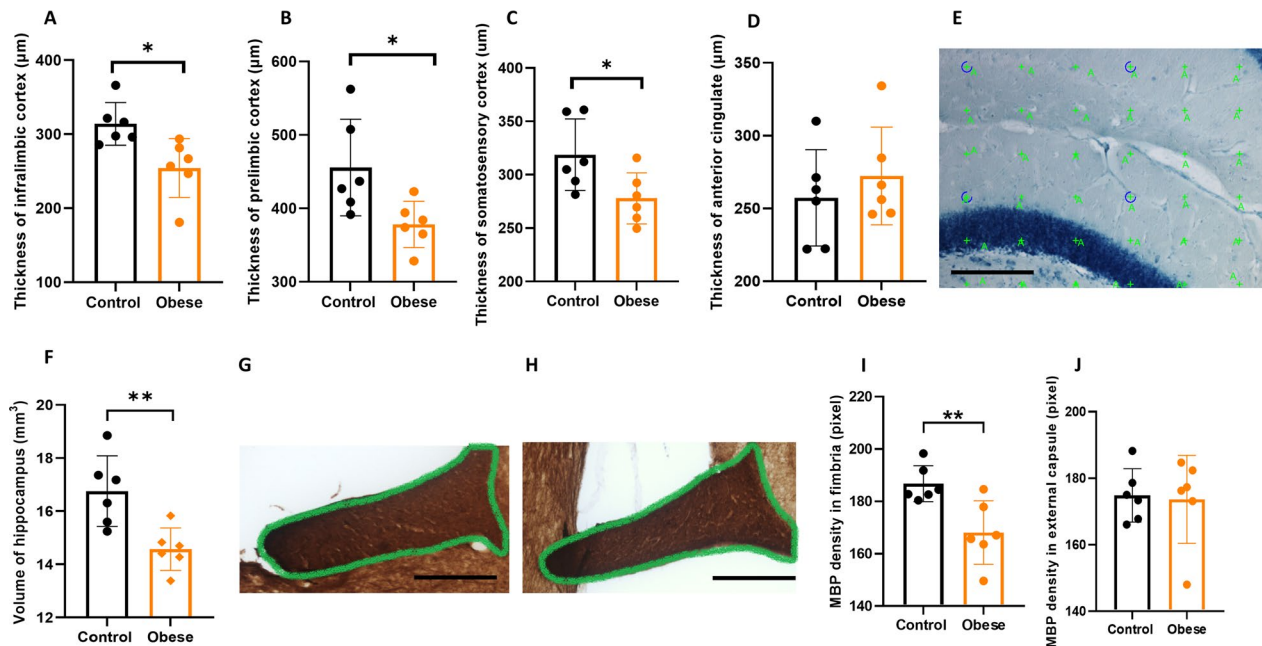 A
Thickness of infralimbic cortex (µm)
400
300
200
100
*
Control
Obese
B
Thickness of prelimbic cortex (µm)
600
500
400
300
*
Control
Obese
C
Thickness of somatosensory cortex (um)
400
350
300
250
200
*
Control
Obese
D
Thickness of anterior cingulate (µm)
350
300
250
200
Control
Obese
E
F
Volume of hippocampus (mm³)
20
18
16
14
12
**
Control
Obese
G
H
I
MBP density in fimbria (pixel)
220
200
180
160
140
**
Control
Obese
J
MBP density in external capsule (pixel)
200
180
160
140
Control
Obese